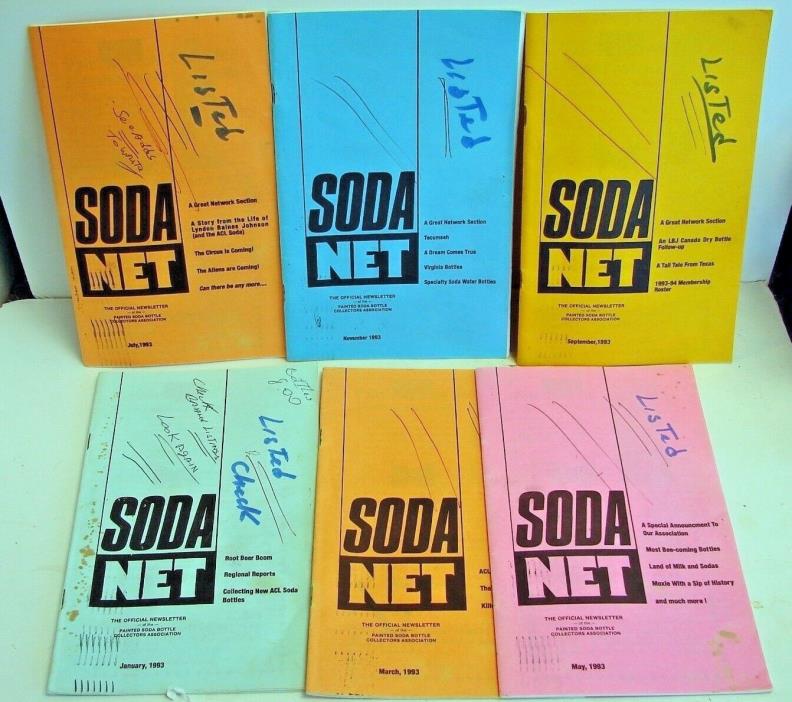 Listed
SODA
NET
A Great Network Section
A Story from the Life of
Lyndon Baines Johnson
(and the ACL Soda)
The Circus is Coming!
The Aliens are Coming!
Can there be any more....
THE OFFICIAL NEWSLETTER
- of the -
PAINTED SODA BOTTLE
COLLECTORS ASSOCIATION
July, 1993
Listed
SODA
NET
A Great Network Section
Tecumseh
A Dream Comes True
Virginia Bottles
Specialty Soda Water Bottles
THE OFFICIAL NEWSLETTER
- of the -
PAINTED SODA BOTTLE
COLLECTORS ASSOCIATION
November 1993
Listed
SODA
NET
A Great Network Section
An LBJ Canada Dry Bottle
Follow-up
A Tall Tale From Texas
1993-94 Membership
Roster
THE OFFICIAL NEWSLETTER
- of the -
PAINTED SODA BOTTLE
COLLECTORS ASSOCIATION
September, 1993
Check
Look Again
Listed
Check
SODA
NET
Root Beer Boom
Regional Reports
Collecting New ACL Soda
Bottles
THE OFFICIAL NEWSLETTER
- of the -
PAINTED SODA BOTTLE
COLLECTORS ASSOCIATION
January, 1993
SODA
NET
ACL
The
Kill
THE OFFICIAL NEWSLETTER
- of the -
PAINTED SODA BOTTLE
COLLECTORS ASSOCIATION
March, 1993
Listed
SODA
NET
A Special Announcment To
Our Association
Most Bee-coming Bottles
Land of Milk and Sodas
Moxie With a Sip of History
and much more !
THE OFFICIAL NEWSLETTER
- of the -
PAINTED SODA BOTTLE
COLLECTORS ASSOCIATION
May, 1993